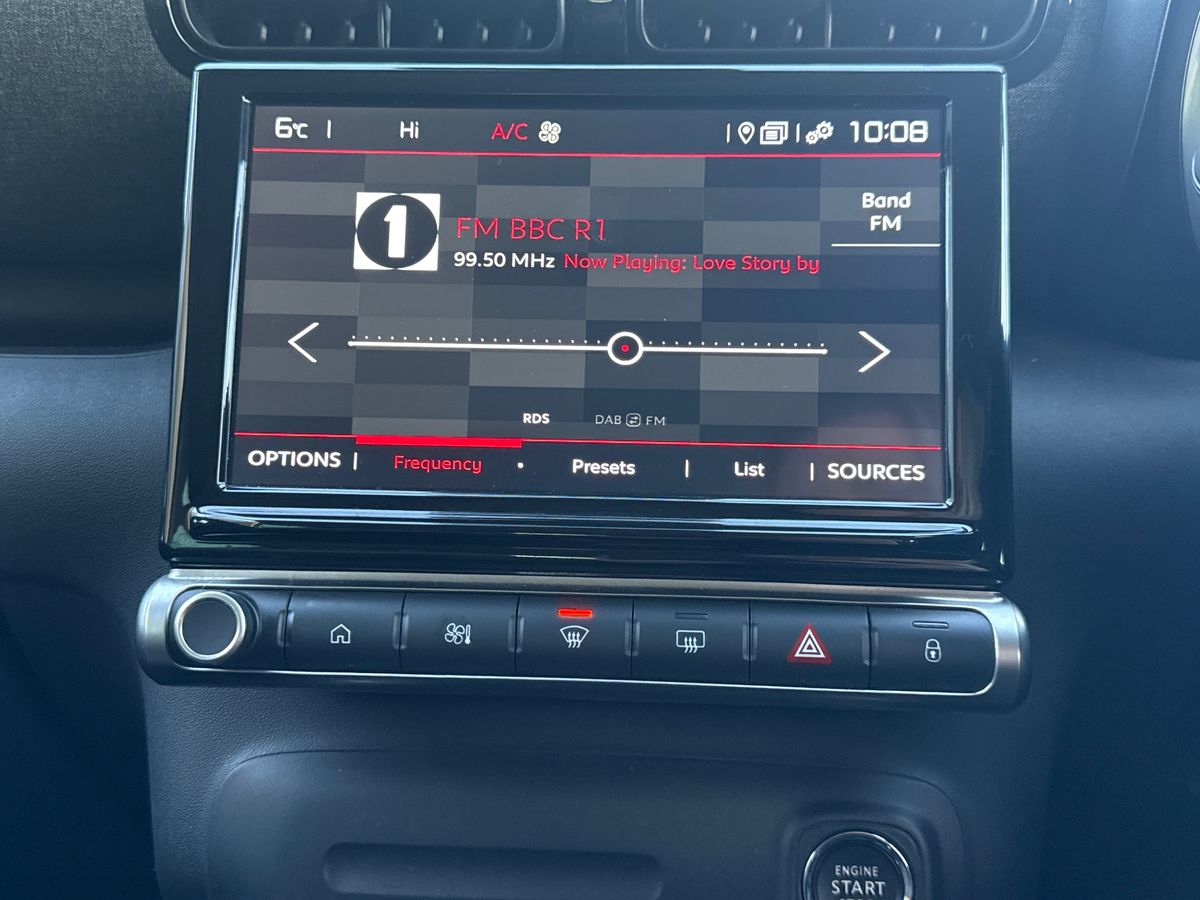 6°C | Hi A/C | | 10:08
1
Band
FM
FM BBC R1
99.50 MHz Now Playing: Love Story by
RDS DAB FM
OPTIONS | Frequency • Presets | List | SOURCES
ENGINE
START